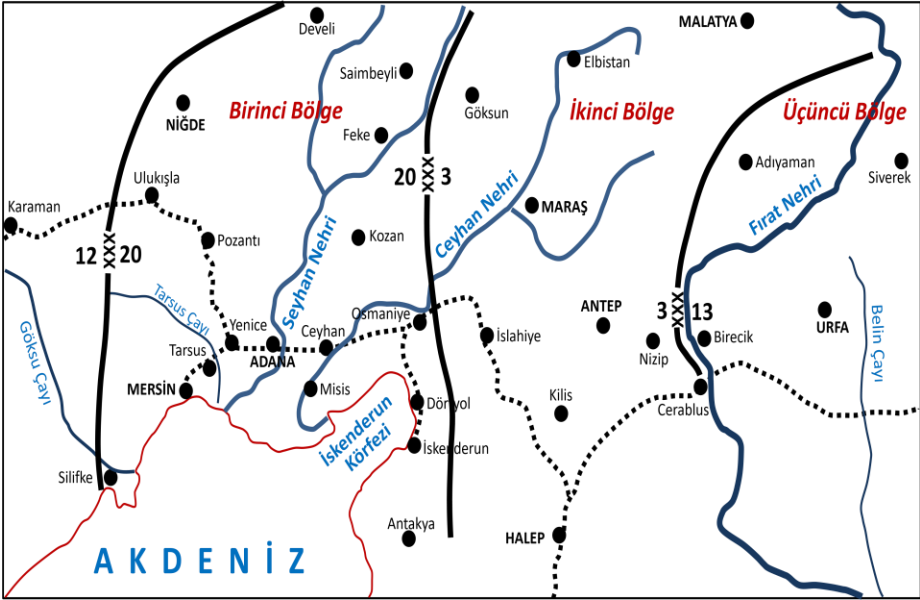 Develi
MALATYA
Elbistan
Saimbeyli
Göksun
NİĞDE
Birinci Bölge
İkinci Bölge
Üçüncü Bölge
Feke
Adıyaman
Siverek
20 XXX 3
Ulukışla
MARAŞ
Ceyhan Nehri
Fırat Nehri
Karaman
Pozantı
Kozan
12 XXX 20
Seyhan Nehri
Tarsus Çayı
Göksu Çayı
Osmaniye
ANTEP
3 XXX 13
URFA
Belin Çayı
Yenice
Ceyhan
İslahiye
Nizip
Birecik
Tarsus
ADANA
MERSİN
Misis
Dörtyol
Kilis
Cerablus
İskenderun
Körfezi
İskenderun
Silifke
Antakya
HALEP
AKDENİZ